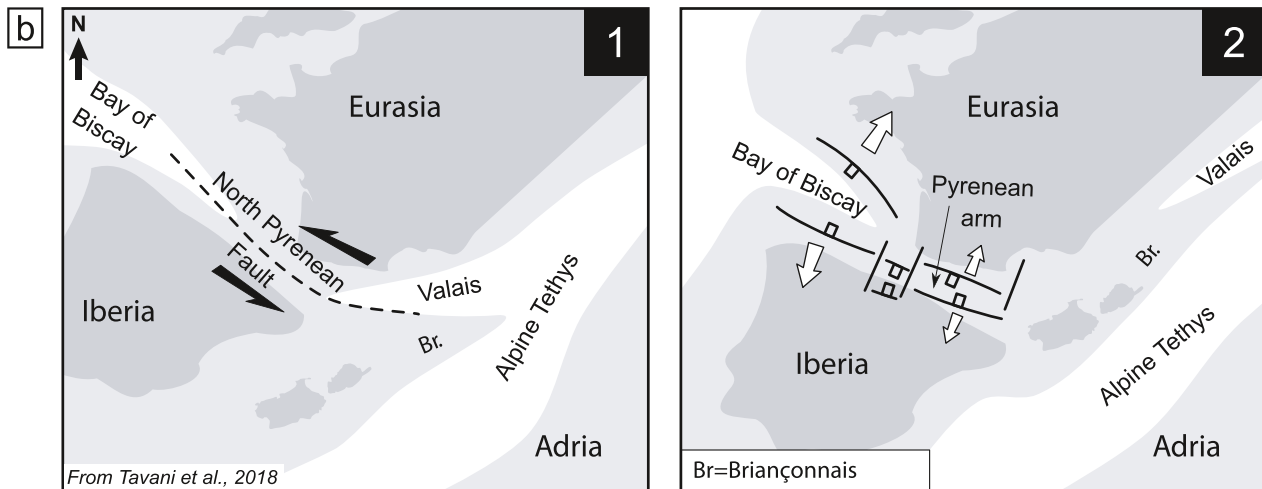 b
N
1
Bay of
Biscay
Eurasia
North Pyrenean
Fault
Iberia
Valais
Br.
Alpine Tethys
Adria
From Tavani et al., 2018
2
Eurasia
Bay of Biscay
Pyrenean
arm
Valais
Br.
Iberia
Alpine Tethys
Adria
Br=Briançonnais